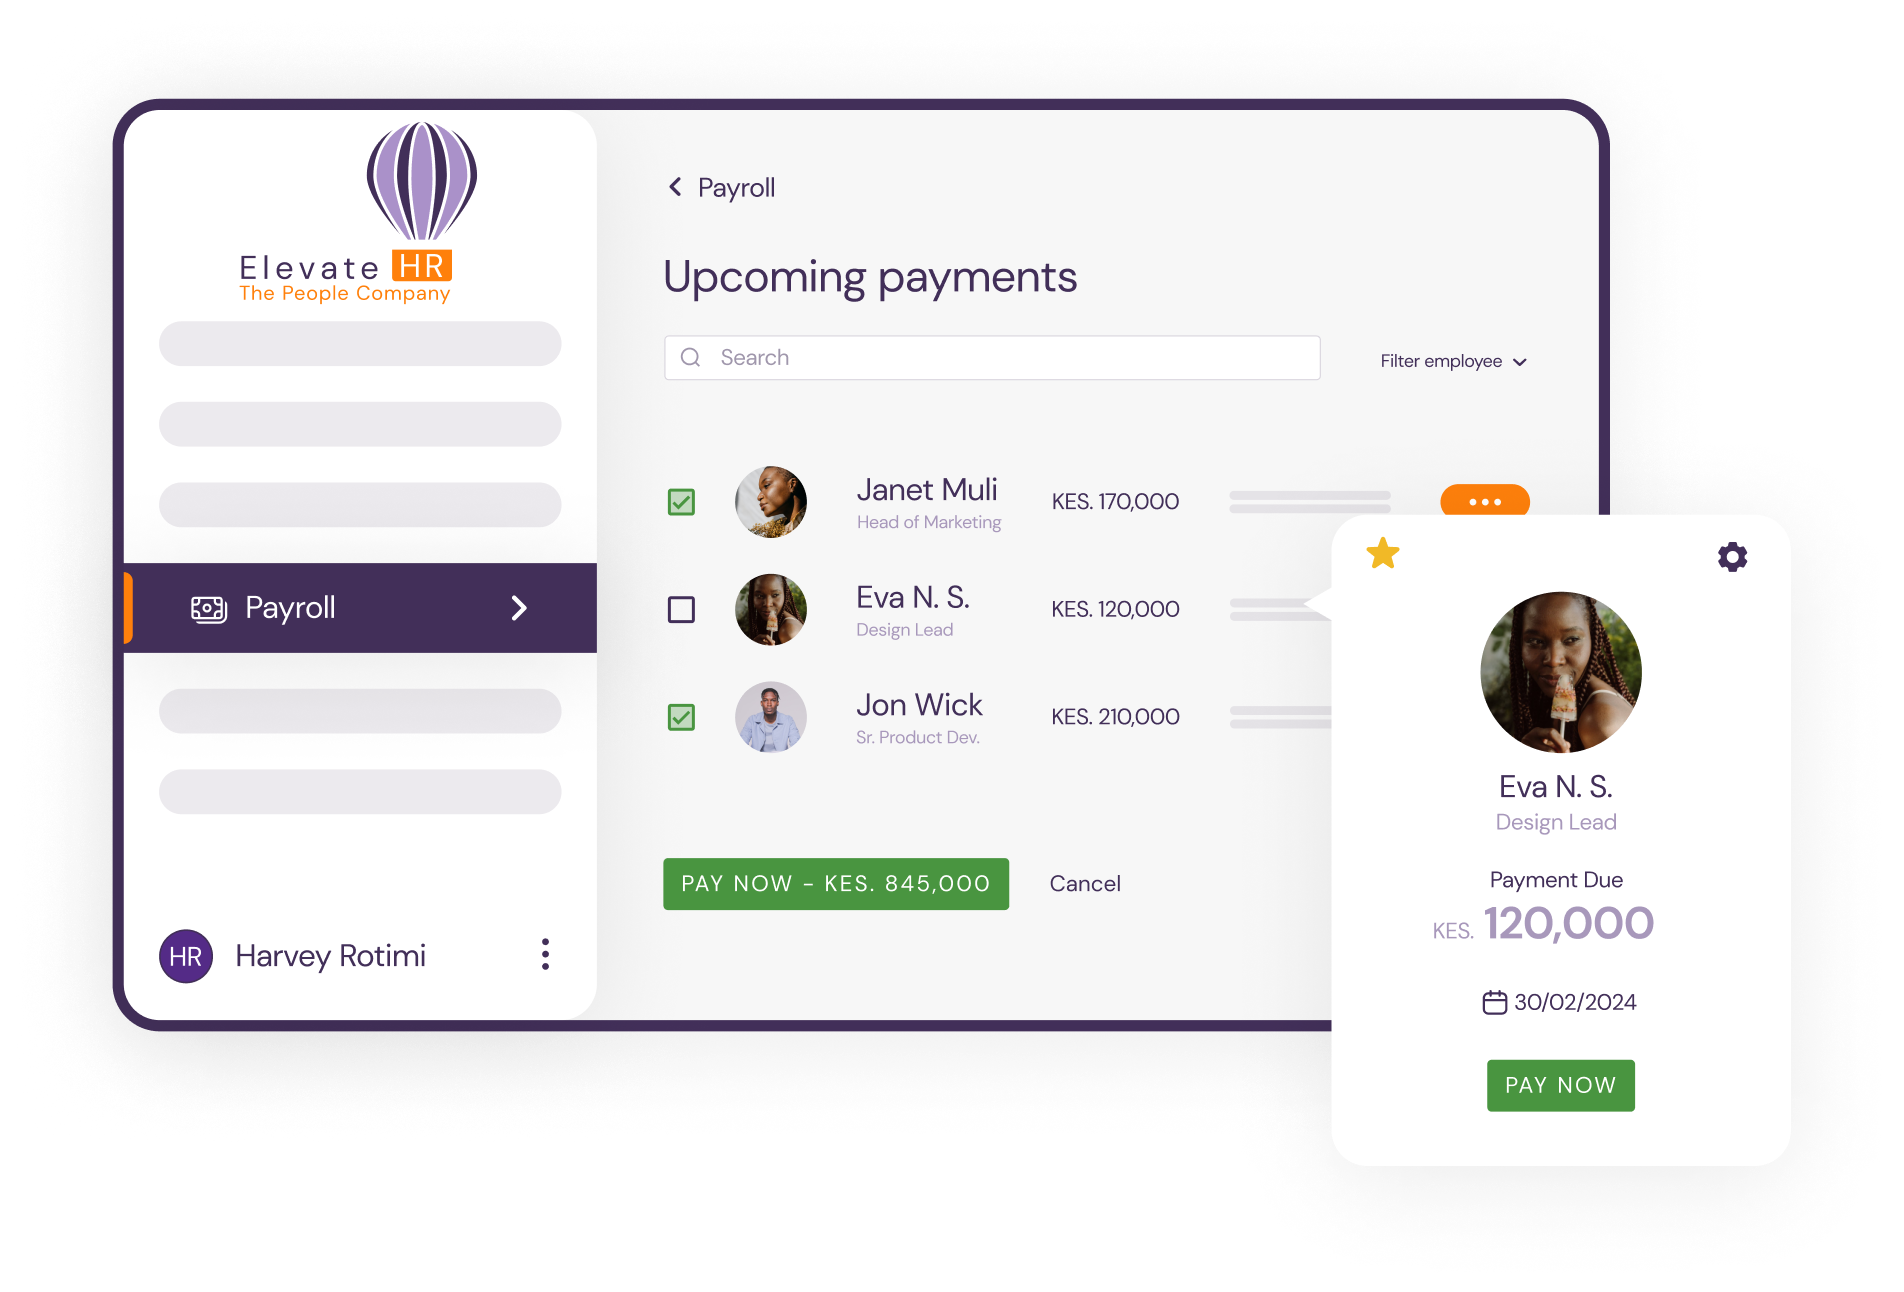 Elevate HR
The People Company
Payroll
HR Harvey Rotimi
Payroll
Upcoming payments
Search
Filter employee
Janet Muli
Head of Marketing
KES. 170,000
Eva N. S.
Design Lead
KES. 120,000
Jon Wick
Sr. Product Dev.
KES. 210,000
PAY NOW - KES. 845,000
Cancel
Eva N. S.
Design Lead
Payment Due
KES. 120,000
30/02/2024
PAY NOW